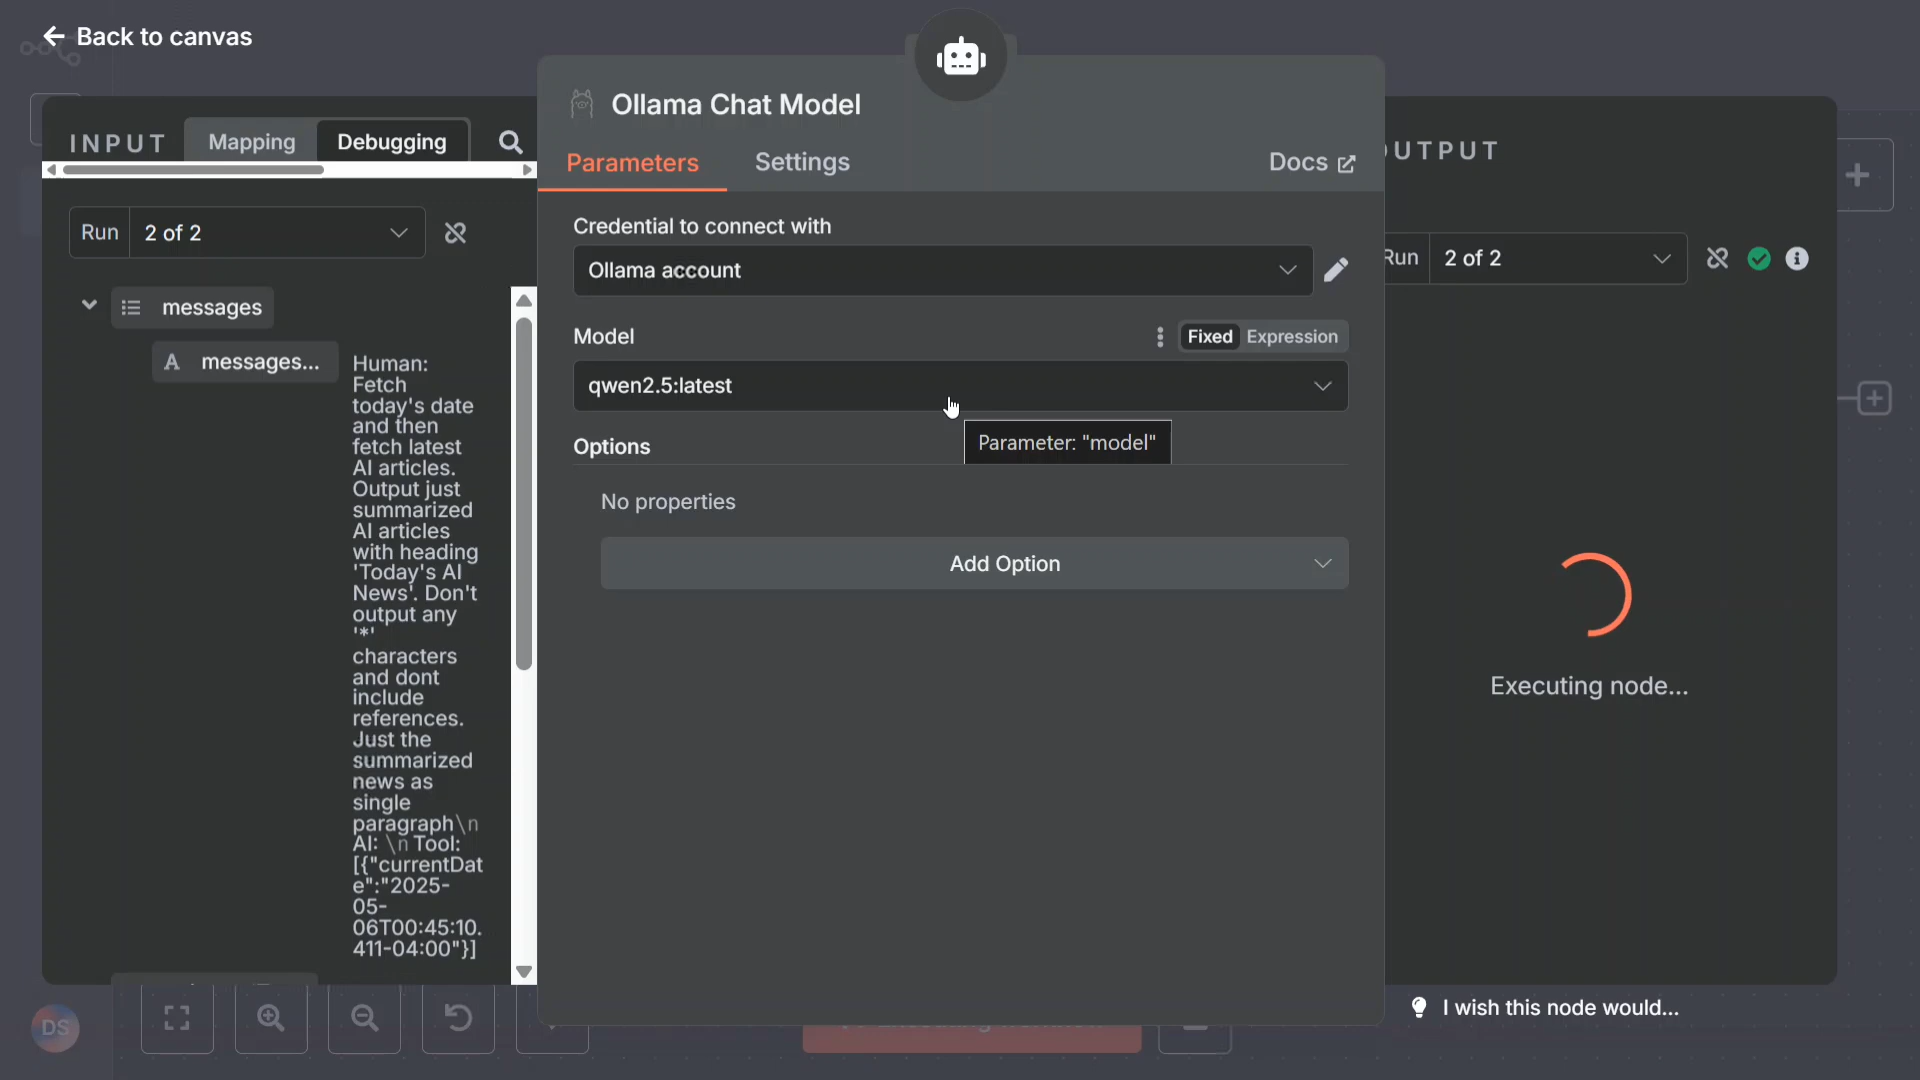 Back to canvas
Ollama Chat Model
INPUT
Mapping
Debugging
Parameters
Settings
Docs
UTPUT
Run
2 of 2
Credential to connect with
Ollama account
Run
2 of 2
messages
Model
Fixed
Expression
A
messages...
Human:
Fetch
today's date
and then
fetch latest
AI articles.
Output just
summarized
AI articles
with heading
'Today's AI
News'. Don't
output any
'*'
characters
and dont
include
references.
Just the
summarized
news as
single
paragraph\n
AI: \n Tool:
[{"currentDat
e":"2025-
05-
06T00:45:10.
411-04:00"}]
qwen2.5:latest
Parameter: "model"
Options
No properties
Add Option
Executing node...
I wish this node would...
DS